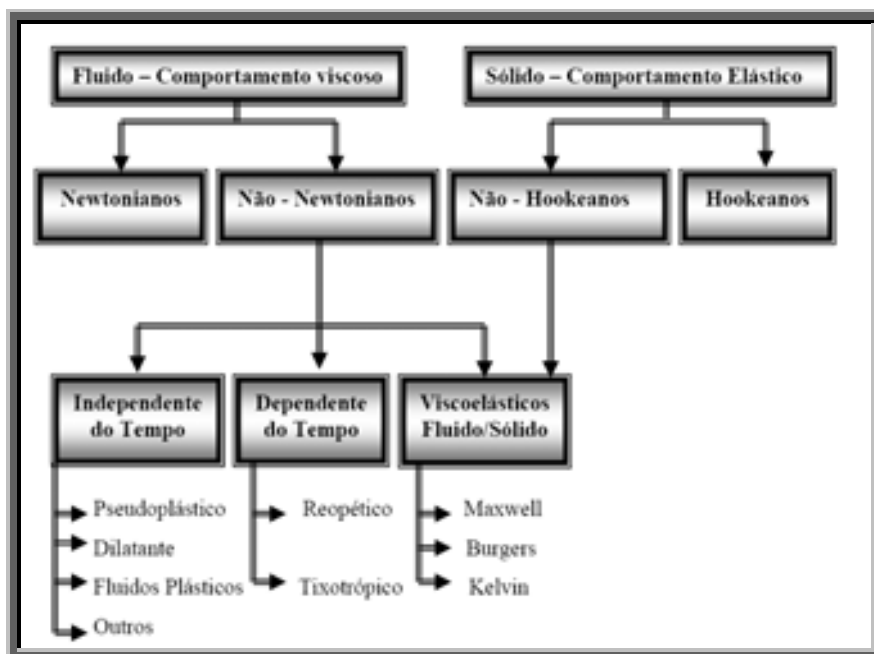 Fluido – Comportamento viscoso
Sólido – Comportamento Elástico
Newtonianos
Não - Newtonianos
Não - Hookeanos
Hookeanos
Independente
do Tempo
Dependente
do Tempo
Viscoelásticos
Fluido/Sólido
Pseudoplástico
Dilatante
Fluidos Plásticos
Outros
Reopético
Tixotrópico
Maxwell
Burgers
Kelvin